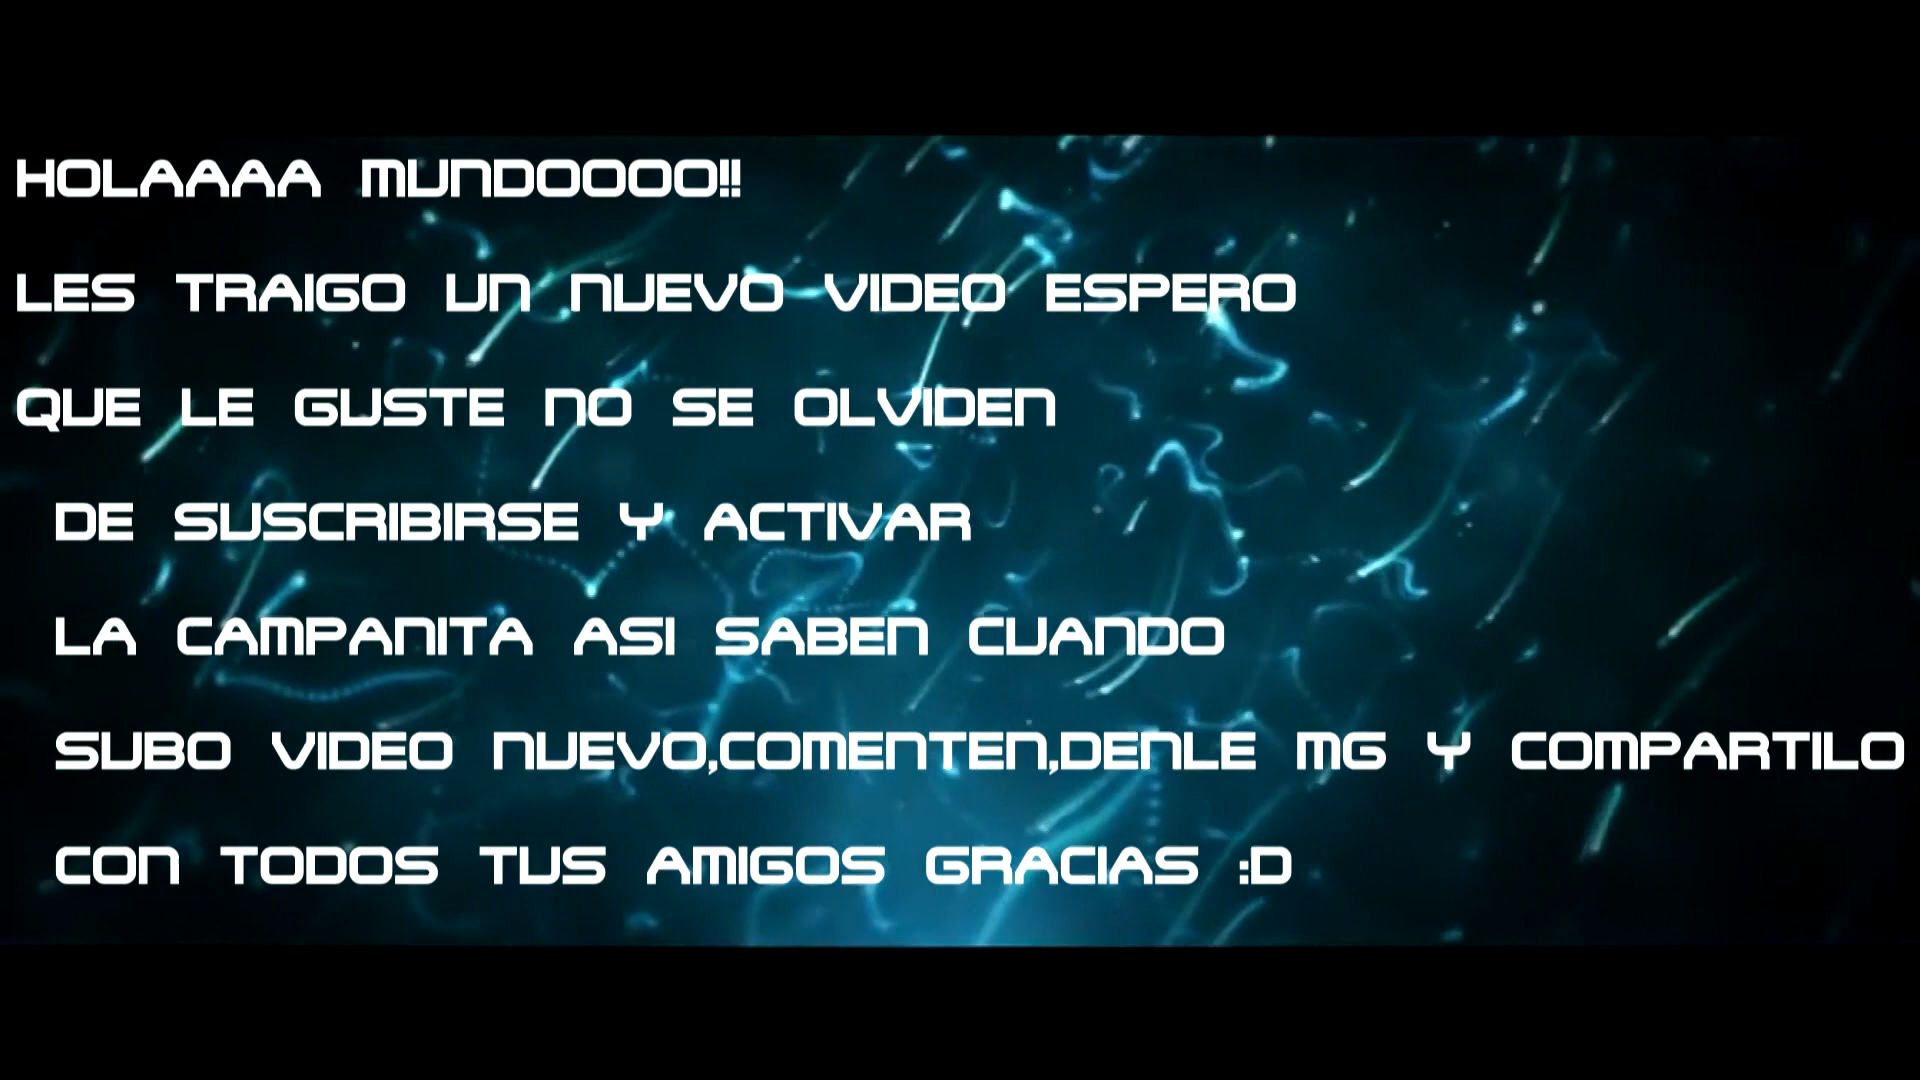 HOLAAAA MUNDOOOO!!
LES TRAIGO UN NUEVO VIDEO ESPERO
QUE LE GUSTE NO SE OLVIDEN
DE SUSCRIBIRSE Y ACTIVAR
LA CAMPANITA ASI SABEN CUANDO
SUBO VIDEO NUEVO,COMENTEN,DENLE MG Y COMPARTILO
CON TODOS TUS AMIGOS GRACIAS :D